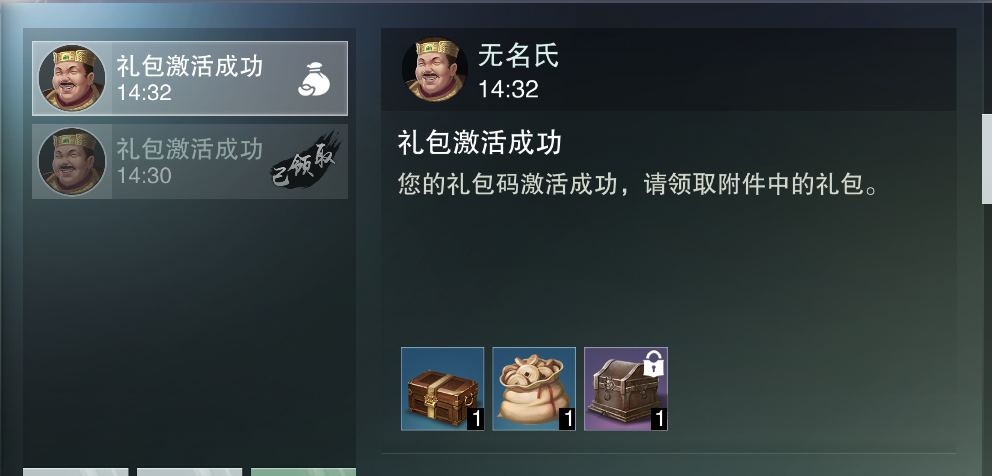 礼包激活成功
14:32
礼包激活成功
14:30
已领取
无名氏
14:32
礼包激活成功
您的礼包码激活成功，请领取附件中的礼包。
1
1
1